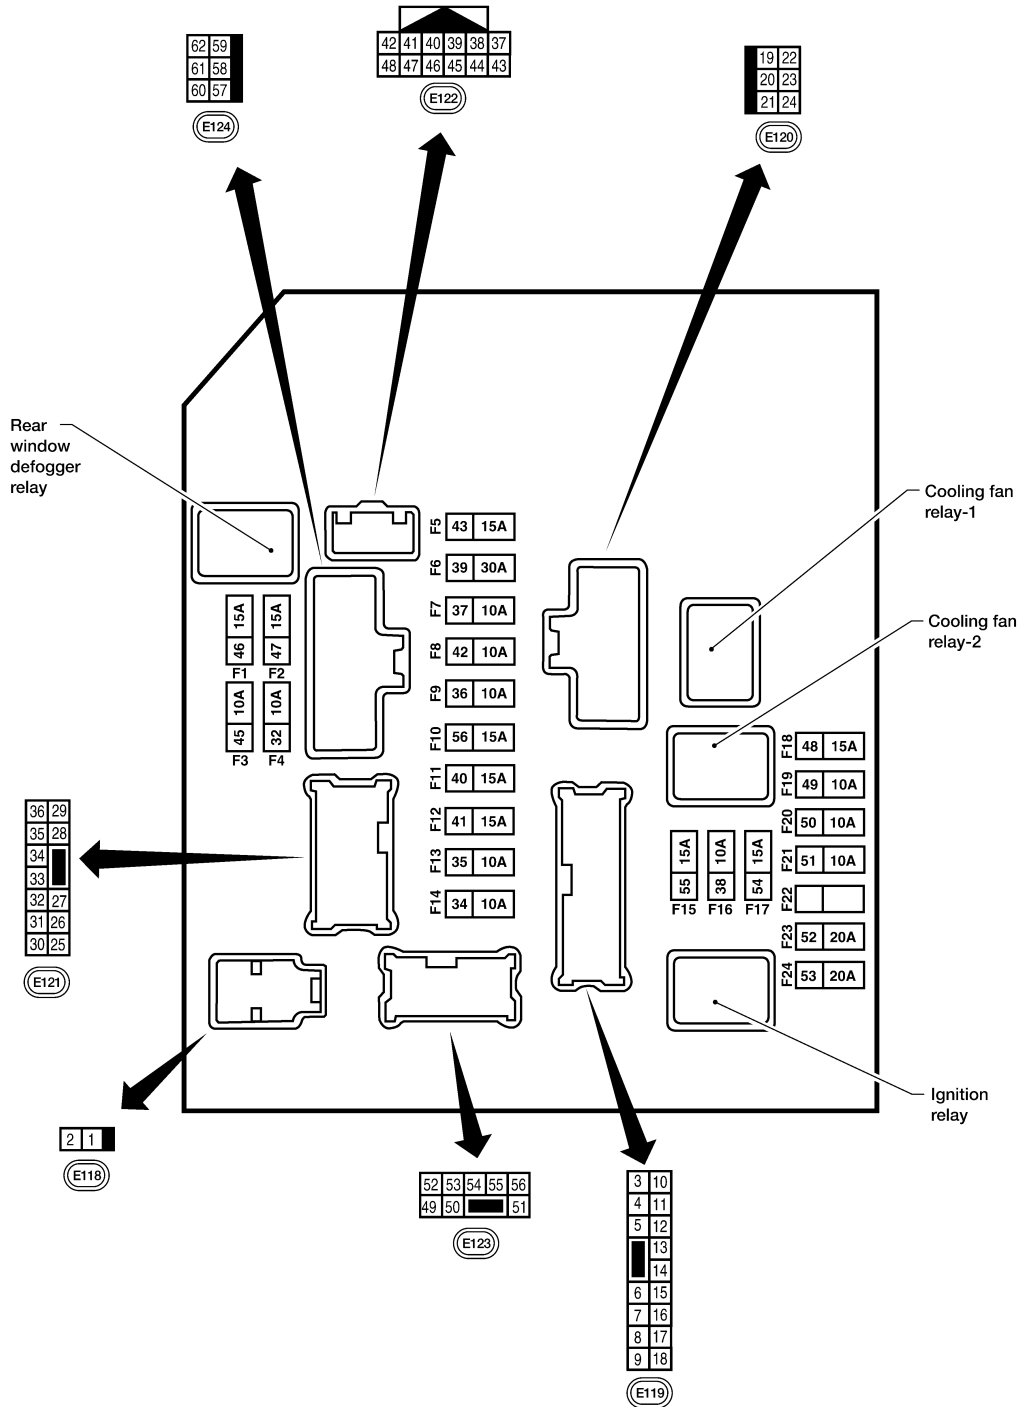 42 41 40 39 38 37
48 47 46 45 44 43
E122
62 59
61 58
60 57
E124
19 22
20 23
21 24
E120
Rear
window
defogger
relay
Cooling fan
relay-1
Cooling fan
relay-2
F5 43 15A
F6 39 30A
F7 37 10A
F8 42 10A
F9 36 10A
F10 56 15A
F11 40 15A
F12 41 15A
F13 35 10A
F14 34 10A
46 15A
F1
47 15A
F2
45 10A
F3
32 10A
F4
F18 48 15A
F19 49 10A
F20 50 10A
F21 51 10A
F22
F23 52 20A
F24 53 20A
55 15A
F15
38 10A
F16
54 15A
F17
36 29
35 28
34
33
32 27
31 26
30 25
E121
Ignition
relay
2 1
E118
52 53 54 55 56
49 50 51
E123
3 10
4 11
5 12
13
14
6 15
7 16
8 17
9 18
E119